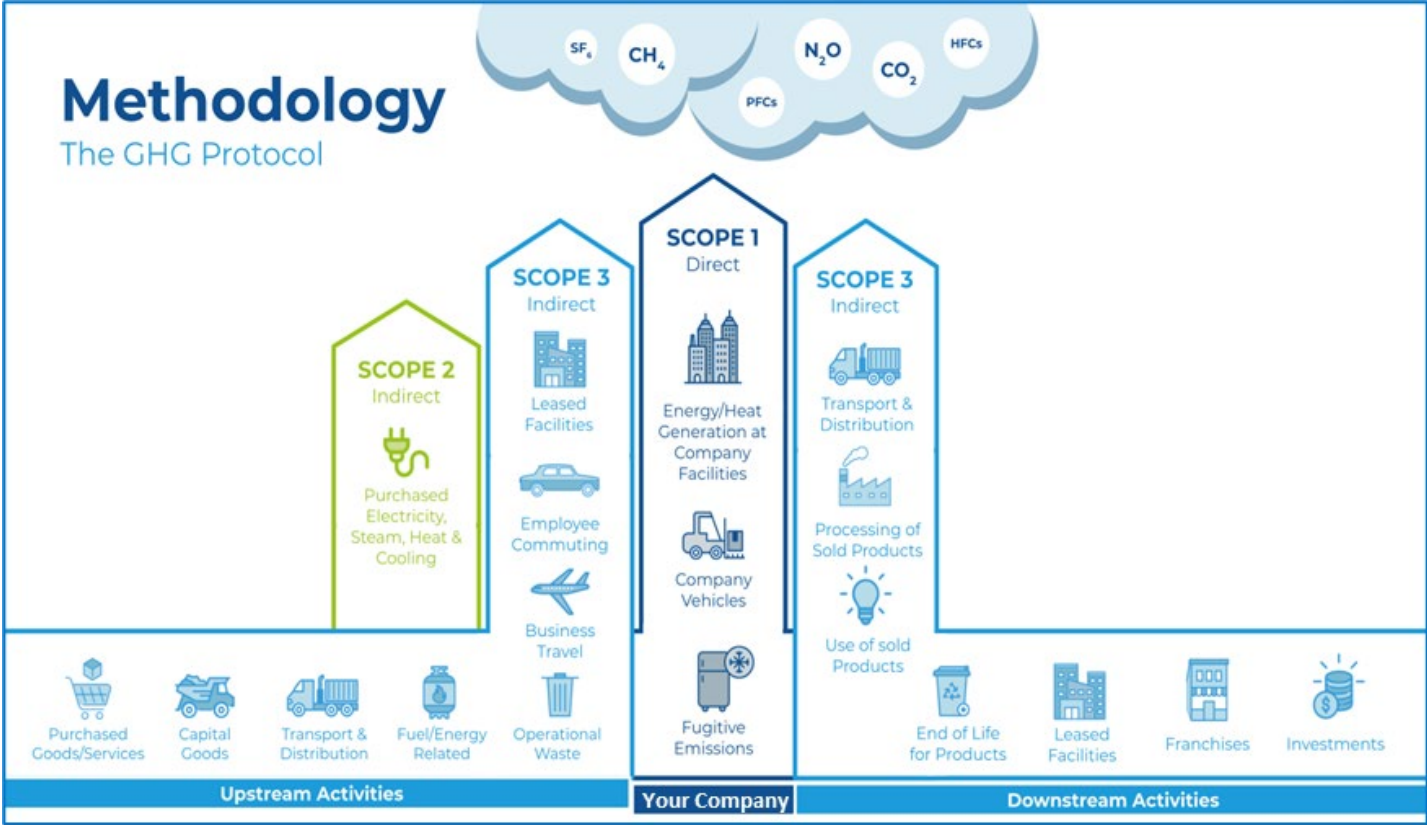 Methodology
The GHG Protocol
SF6
CH4
N2O
CO2
HFCs
PFCs
SCOPE 2
Indirect
Purchased
Electricity,
Steam, Heat &
Cooling
SCOPE 3
Indirect
Leased
Facilities
Employee
Commuting
Business
Travel
SCOPE 1
Direct
Energy/Heat
Generation at
Company
Facilities
Company
Vehicles
Fugitive
Emissions
SCOPE 3
Indirect
Transport &
Distribution
Processing of
Sold Products
Use of sold
Products
Purchased
Goods/Services
Capital
Goods
Transport &
Distribution
Fuel/Energy
Related
Operational
Waste
End of Life
for Products
Leased
Facilities
Franchises
Investments
$
Upstream Activities
Your Company
Downstream Activities